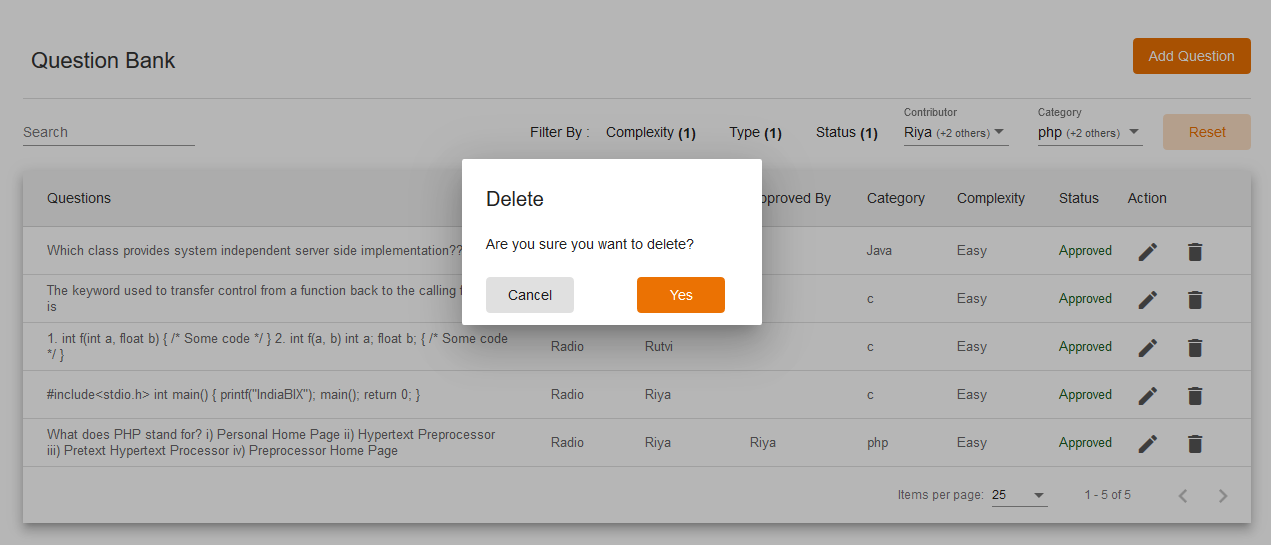 Question Bank
Add Question
Search
Filter By :
Complexity (1)
Type (1)
Status (1)
Contributor
Riya (+2 others)
Category
php (+2 others)
Reset
Questions
By
Category
Complexity
Status
Action
Which class provides system independent server side implementation??
Java
Easy
Approved
The keyword used to transfer control from a function back to the calling
is
c
Easy
Approved
1. int f(int a, float b) { /* Some code */ } 2. int f(a, b) int a; float b; { /* Some code
*/ }
Radio
Rutvi
c
Easy
Approved
#include<stdio.h> int main() { printf("IndiaBIX"); main(); return 0; }
Radio
Riya
c
Easy
Approved
What does PHP stand for? i) Personal Home Page ii) Hypertext Preprocessor
iii) Pretext Hypertext Processor iv) Preprocessor Home Page
Radio
Riya
Riya
php
Easy
Approved
Items per page:
25
1 - 5 of 5
Delete
Are you sure you want to delete?
Cancel
Yes